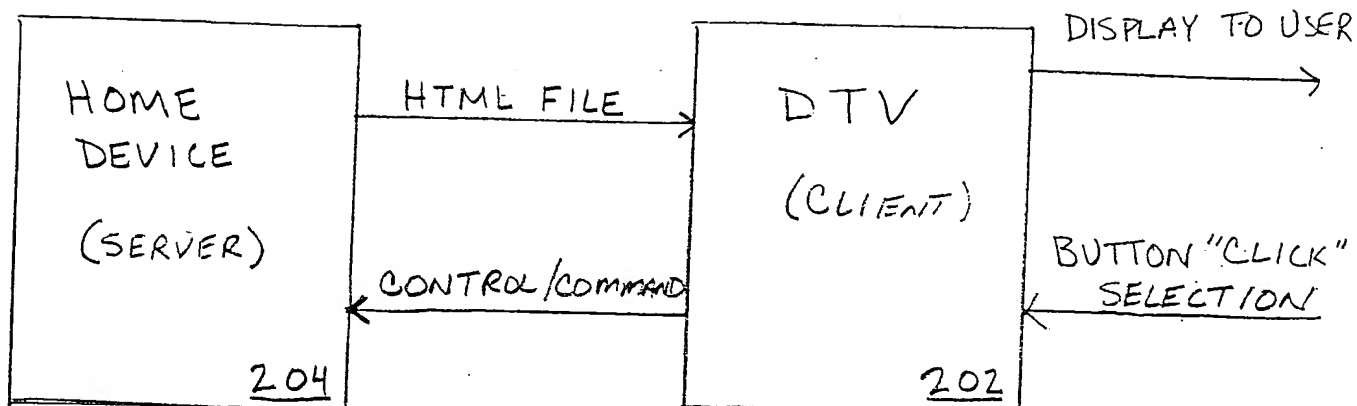 HOME
DEVICE
(SERVER)
204
HTML FILE
CONTROL/COMMAND
DTV
(CLIENT)
202
DISPLAY TO USER
BUTTON "CLICK"
SELECTION